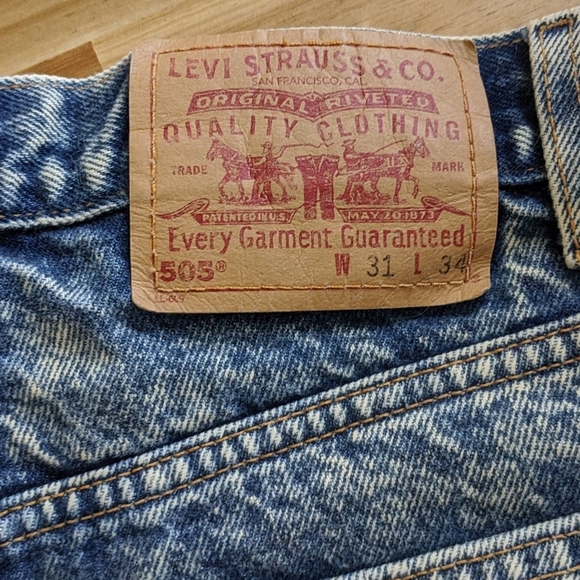 LEVI STRAUSS & CO.
SAN FRANCISCO, CAL.
ORIGINAL RIVETED
QUALITY CLOTHING
TRADE MARK
PATENTED IN U.S. MAY 20 1873
Every Garment Guaranteed
505® W 31 L 34